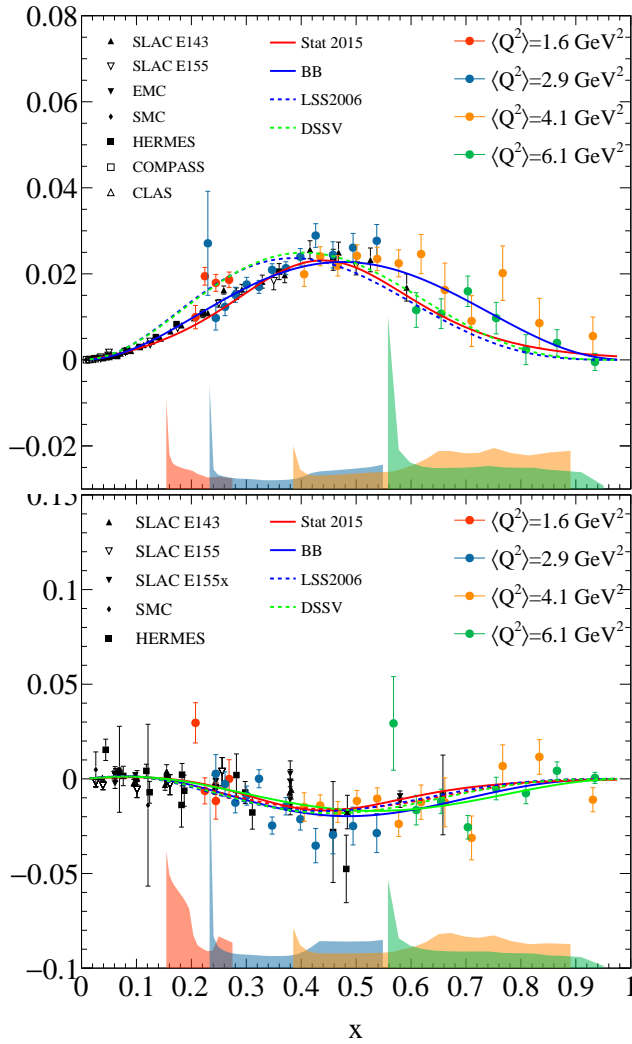 0.08
0.06
0.04
0.02
0
−0.02
SLAC E143
SLAC E155
EMC
SMC
HERMES
COMPASS
CLAS
Stat 2015
BB
LSS2006
DSSV
⟨Q²⟩=1.6 GeV²
⟨Q²⟩=2.9 GeV²
⟨Q²⟩=4.1 GeV²
⟨Q²⟩=6.1 GeV²
0.15
0.1
0.05
0
−0.05
−0.1
SLAC E143
SLAC E155
SLAC E155x
SMC
HERMES
Stat 2015
BB
LSS2006
DSSV
⟨Q²⟩=1.6 GeV²
⟨Q²⟩=2.9 GeV²
⟨Q²⟩=4.1 GeV²
⟨Q²⟩=6.1 GeV²
0 0.1 0.2 0.3 0.4 0.5 0.6 0.7 0.8 0.9 1
x